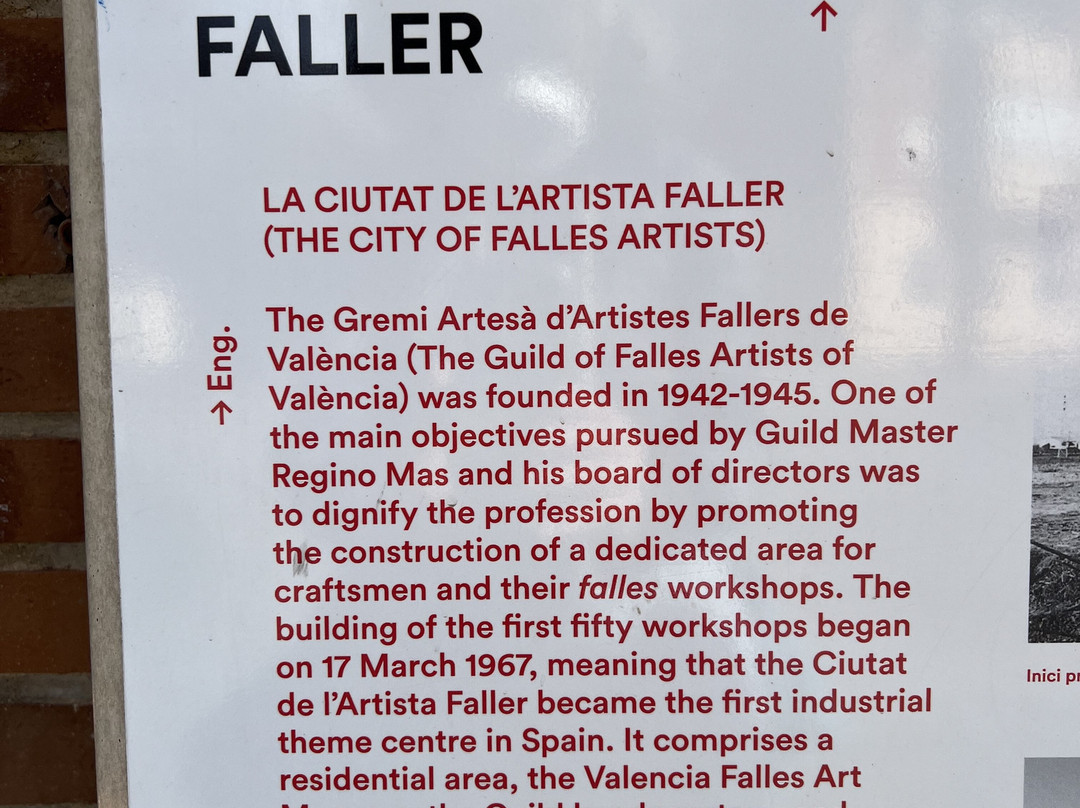 FALLER
↑
LA CIUTAT DE L'ARTISTA FALLER
(THE CITY OF FALLES ARTISTS)
→ Eng.
The Gremi Artesà d'Artistes Fallers de
València (The Guild of Falles Artists of
València) was founded in 1942-1945. One of
the main objectives pursued by Guild Master
Regino Mas and his board of directors was
to dignify the profession by promoting
the construction of a dedicated area for
craftsmen and their falles workshops. The
building of the first fifty workshops began
on 17 March 1967, meaning that the Ciutat
de l'Artista Faller became the first industrial
theme centre in Spain. It comprises a
residential area, the Valencia Falles Art
Inici